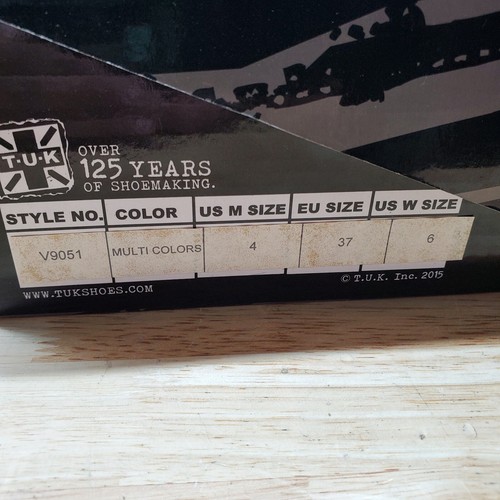 T·U·K
OVER
125 YEARS
OF SHOEMAKING.
STYLE NO. COLOR US M SIZE EU SIZE US W SIZE
V9051 MULTI COLORS 4 37 6
WWW.TUKSHOES.COM © T.U.K. Inc. 2015